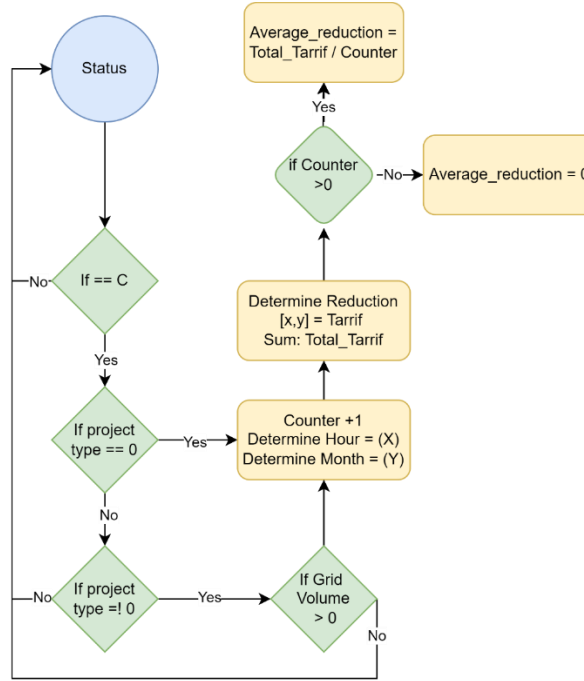 Status
If == C
No
Yes
If project
type == 0
Yes
No
If project
type =! 0
No
Yes
If Grid
Volume
> 0
No
Counter +1
Determine Hour = (X)
Determine Month = (Y)
Determine Reduction
[x,y] = Tarrif
Sum: Total_Tarrif
if Counter
>0
Yes
No
Average_reduction =
Total_Tarrif / Counter
Average_reduction = 0